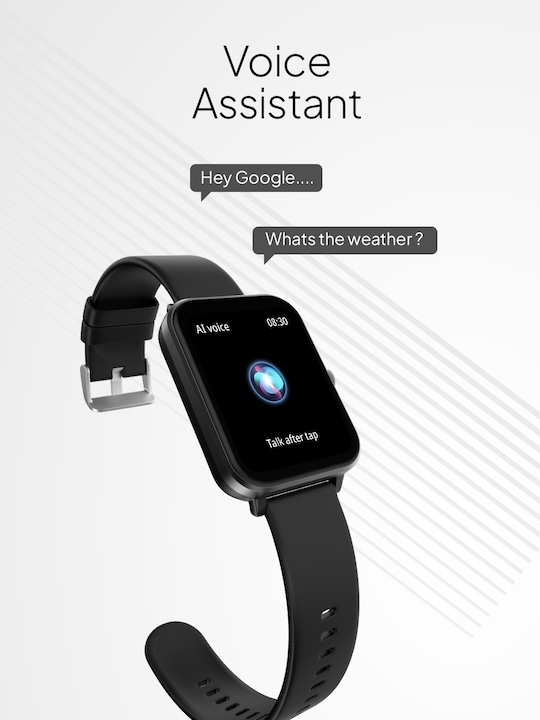 Voice
Assistant
Hey Google....
Whats the weather ?
AI voice 08:30
Talk after tap